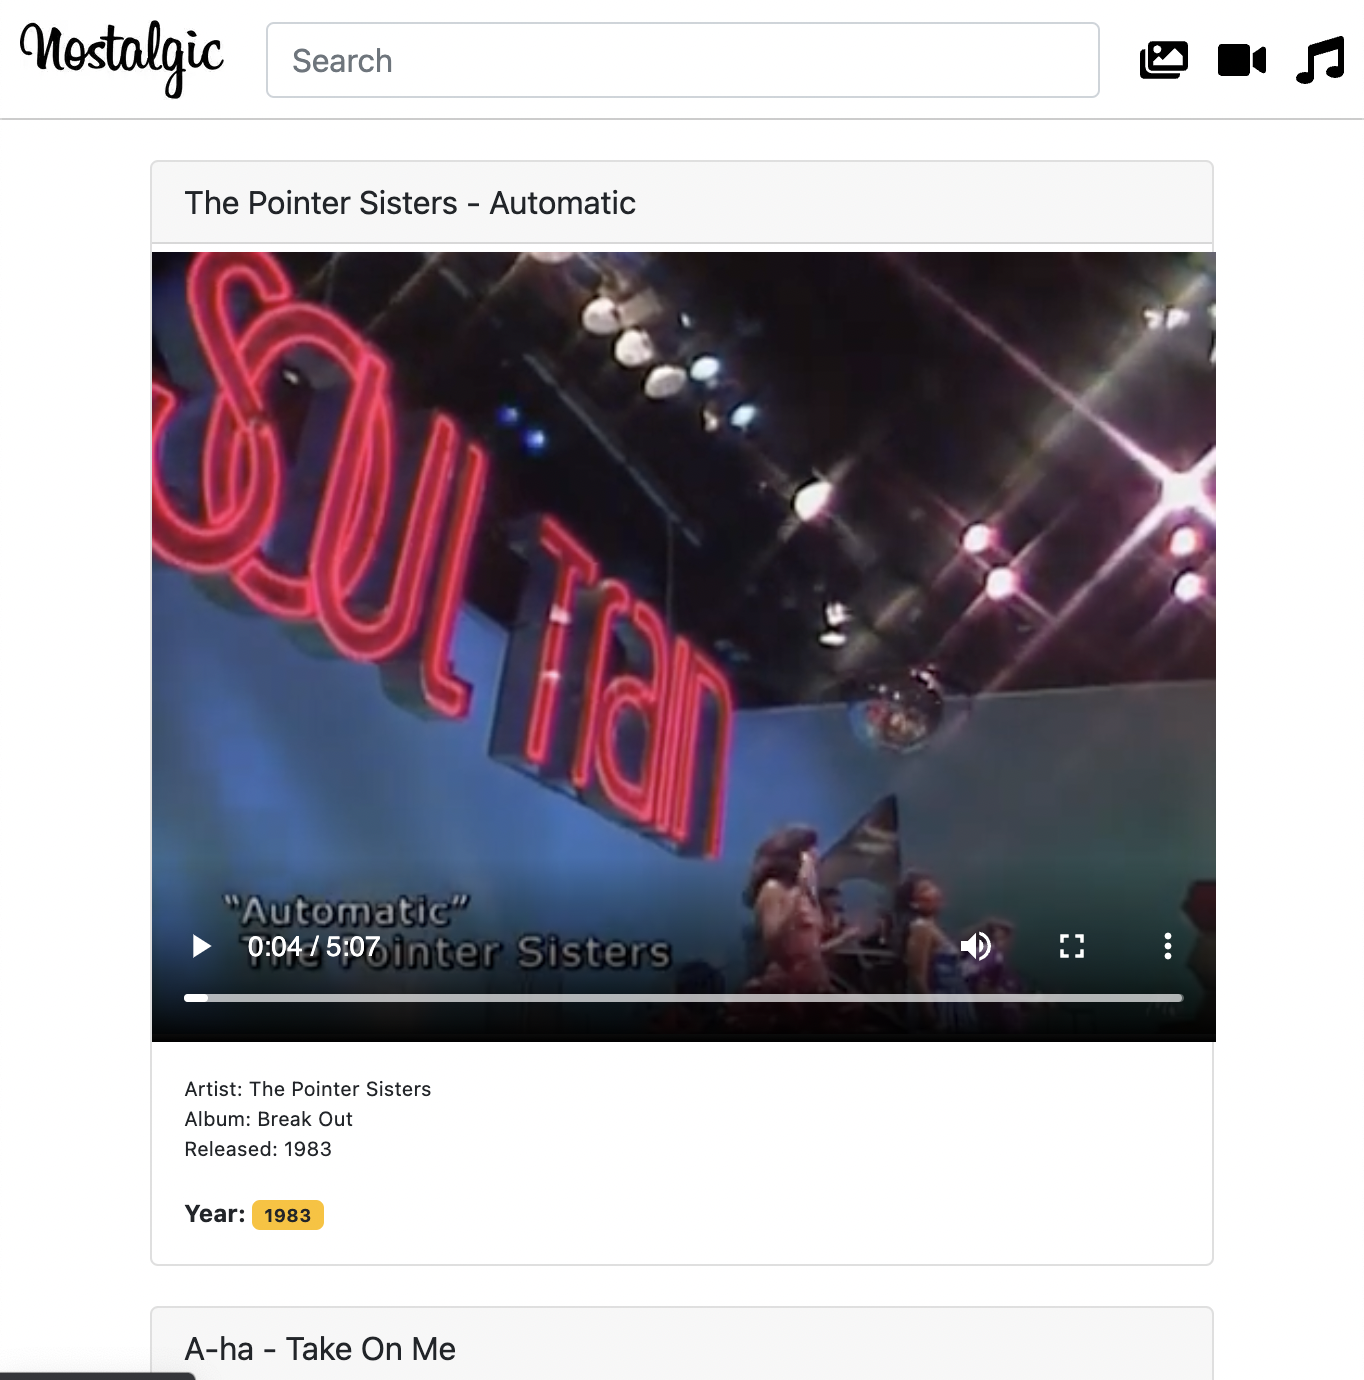 Nostalgic
Search
The Pointer Sisters - Automatic
Soul Train
"Automatic"
The Pointer Sisters
0:04 / 5:07
Artist: The Pointer Sisters
Album: Break Out
Released: 1983
Year: 1983
A-ha - Take On Me